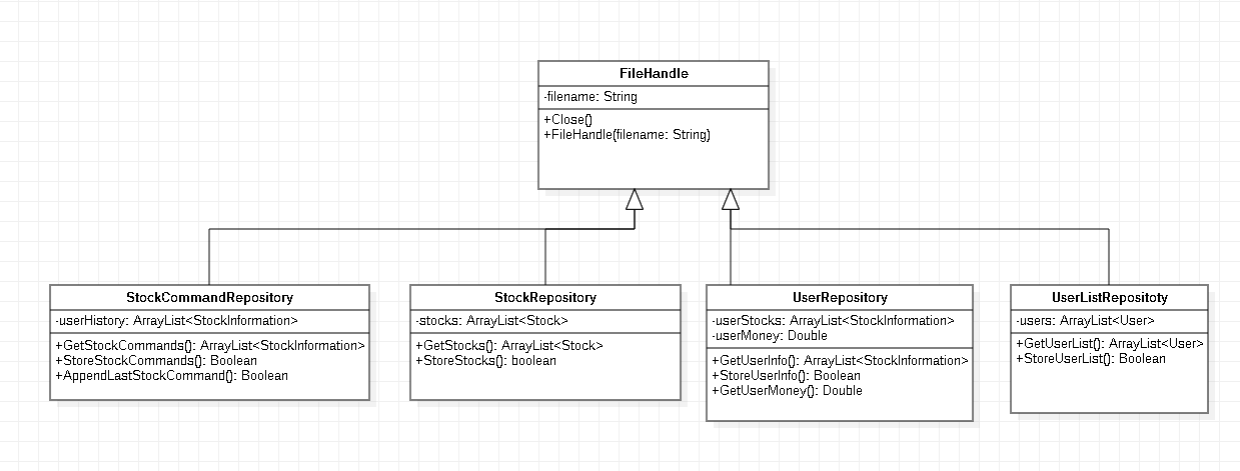 FileHandle
-filename: String
+Close()
+FileHandle(filename: String)
StockCommandRepository
-userHistory: ArrayList<StockInformation>
+GetStockCommands(): ArrayList<StockInformation>
+StoreStockCommands(): Boolean
+AppendLastStockCommand(): Boolean
StockRepository
-stocks: ArrayList<Stock>
+GetStocks(): ArrayList<Stock>
+StoreStocks(): boolean
UserRepository
-userStocks: ArrayList<StockInformation>
-userMoney: Double
+GetUserInfo(): ArrayList<StockInformation>
+StoreUserInfo(): Boolean
+GetUserMoney(): Double
UserListRepositoty
-users: ArrayList<User>
+GetUserList(): ArrayList<User>
+StoreUserList(): Boolean